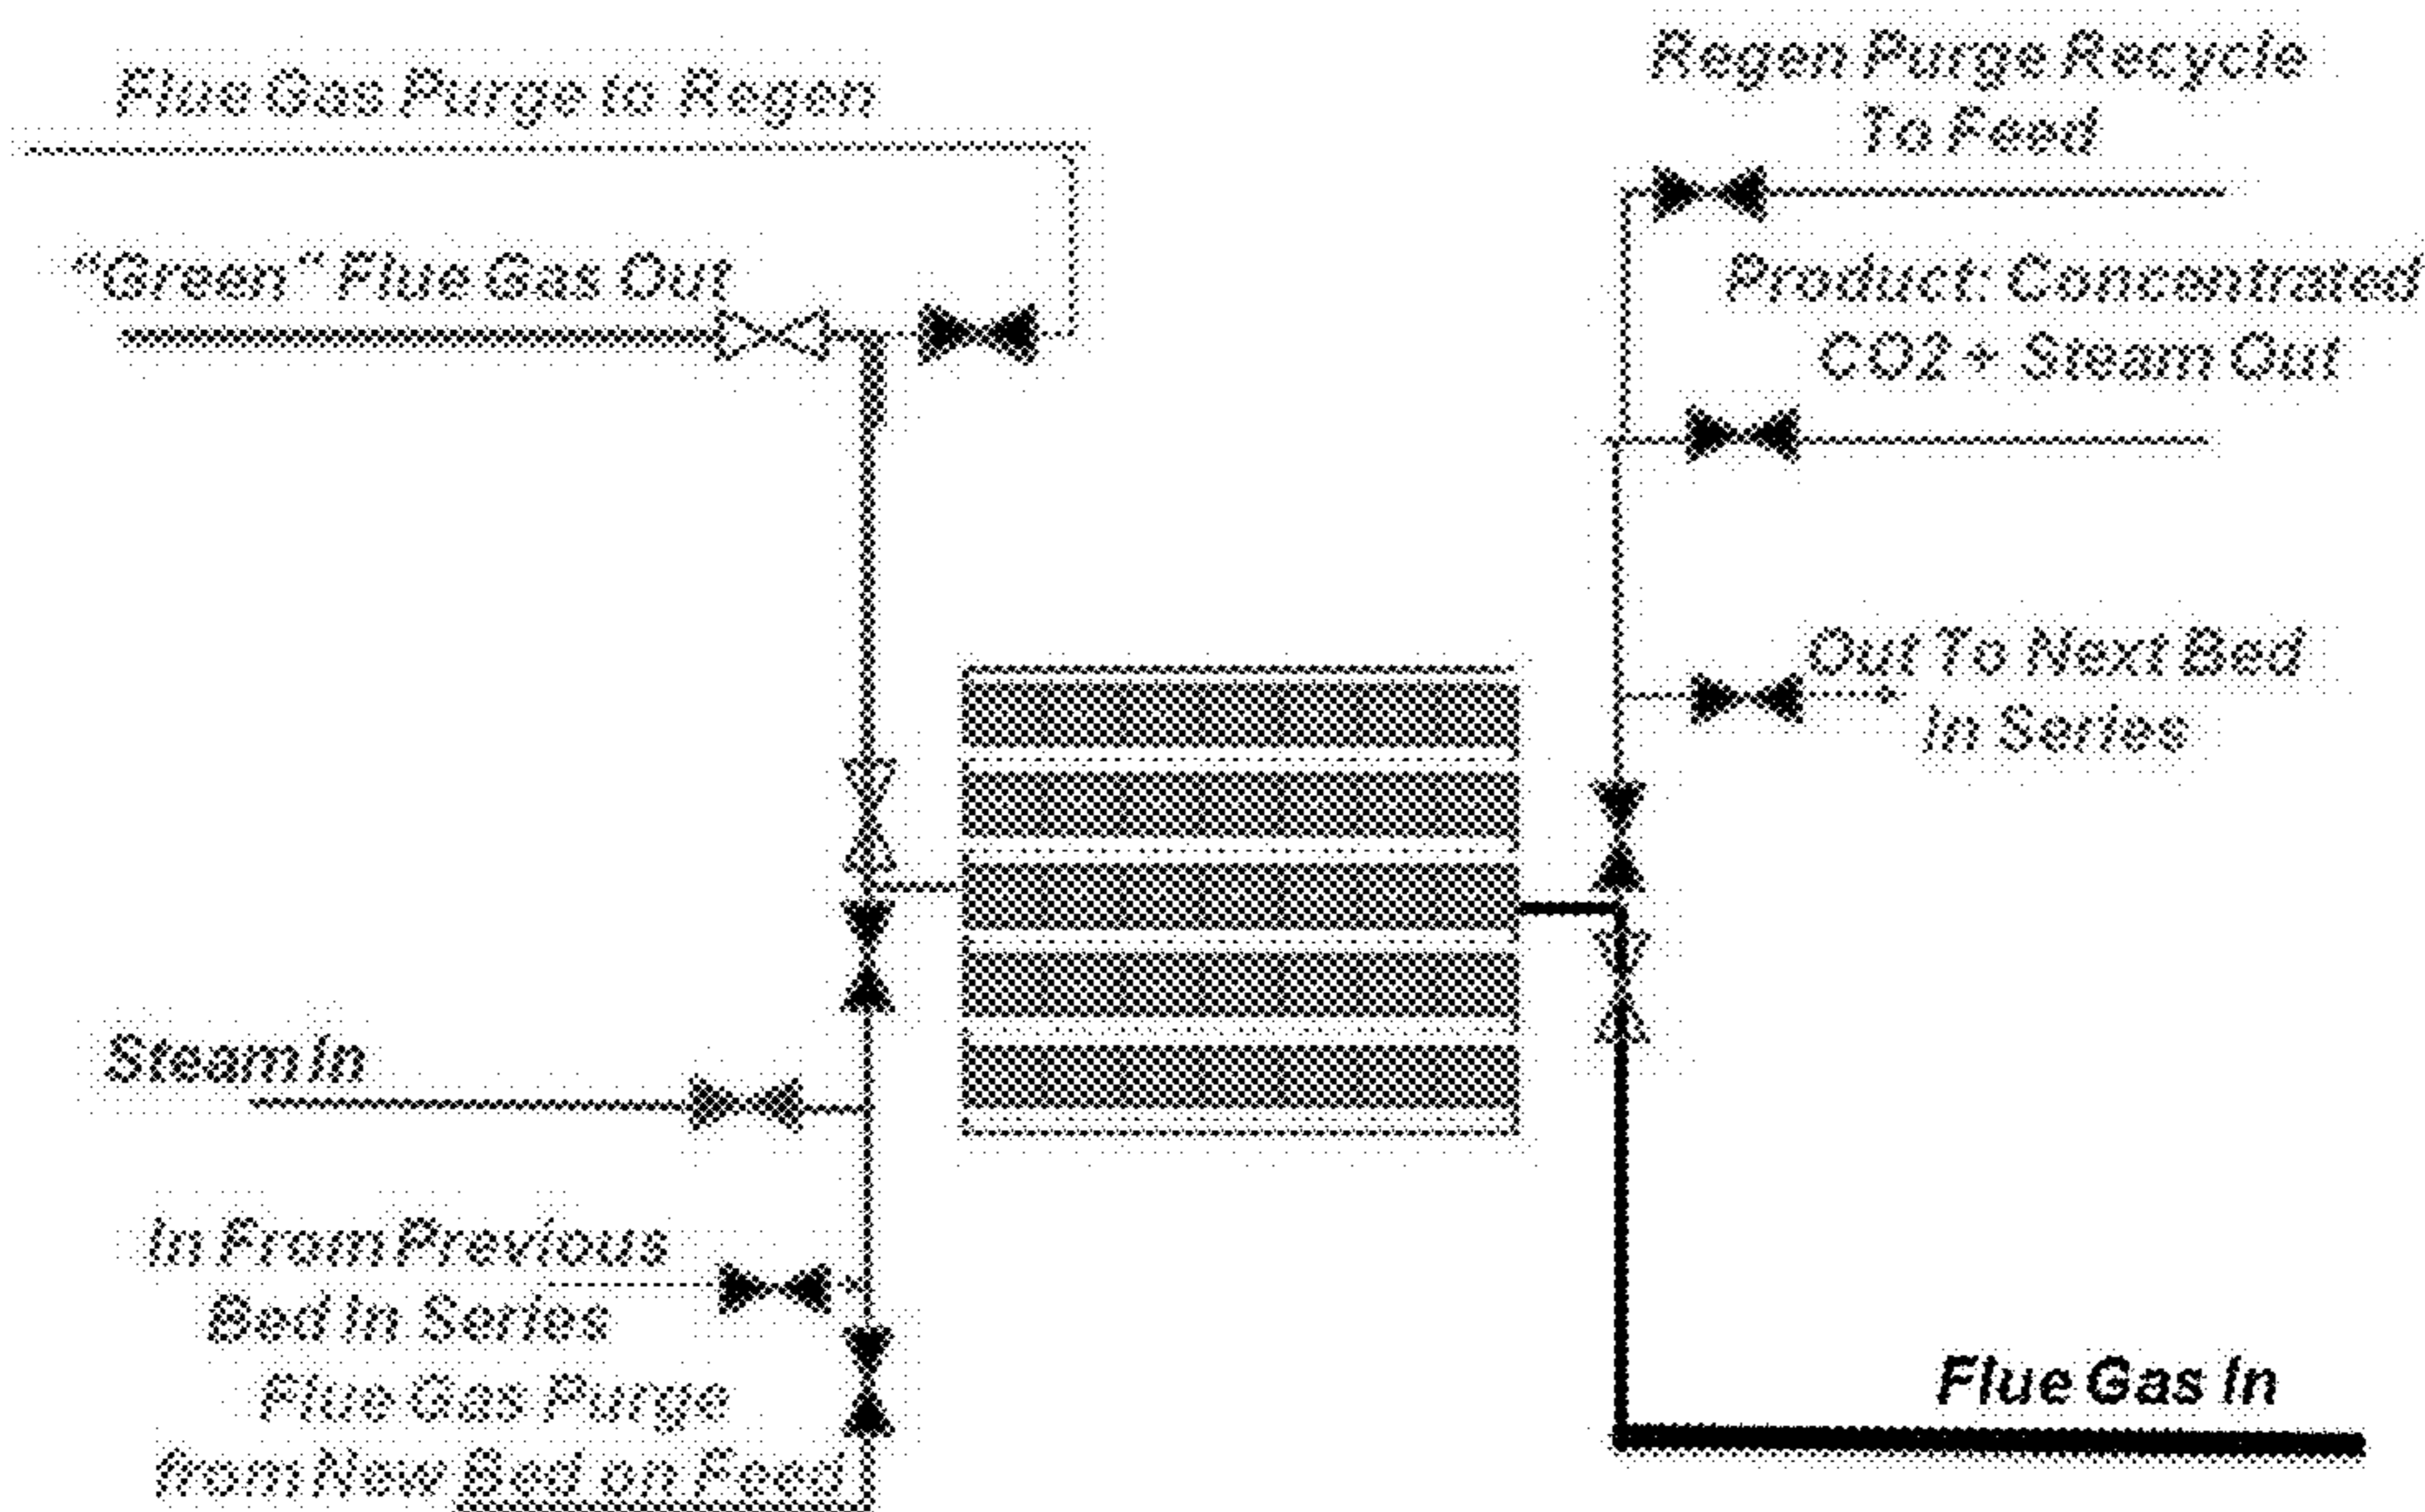 Flue Gas Purge to Regen
"Green" Flue Gas Out
Steam In
In From Previous
Bed In Series
Flue Gas Purge
from New Bed on Feed
Regen Purge Recycle
To Feed
Product: Concentrated
CO2 + Steam Out
Out To Next Bed
In Series
Flue Gas In